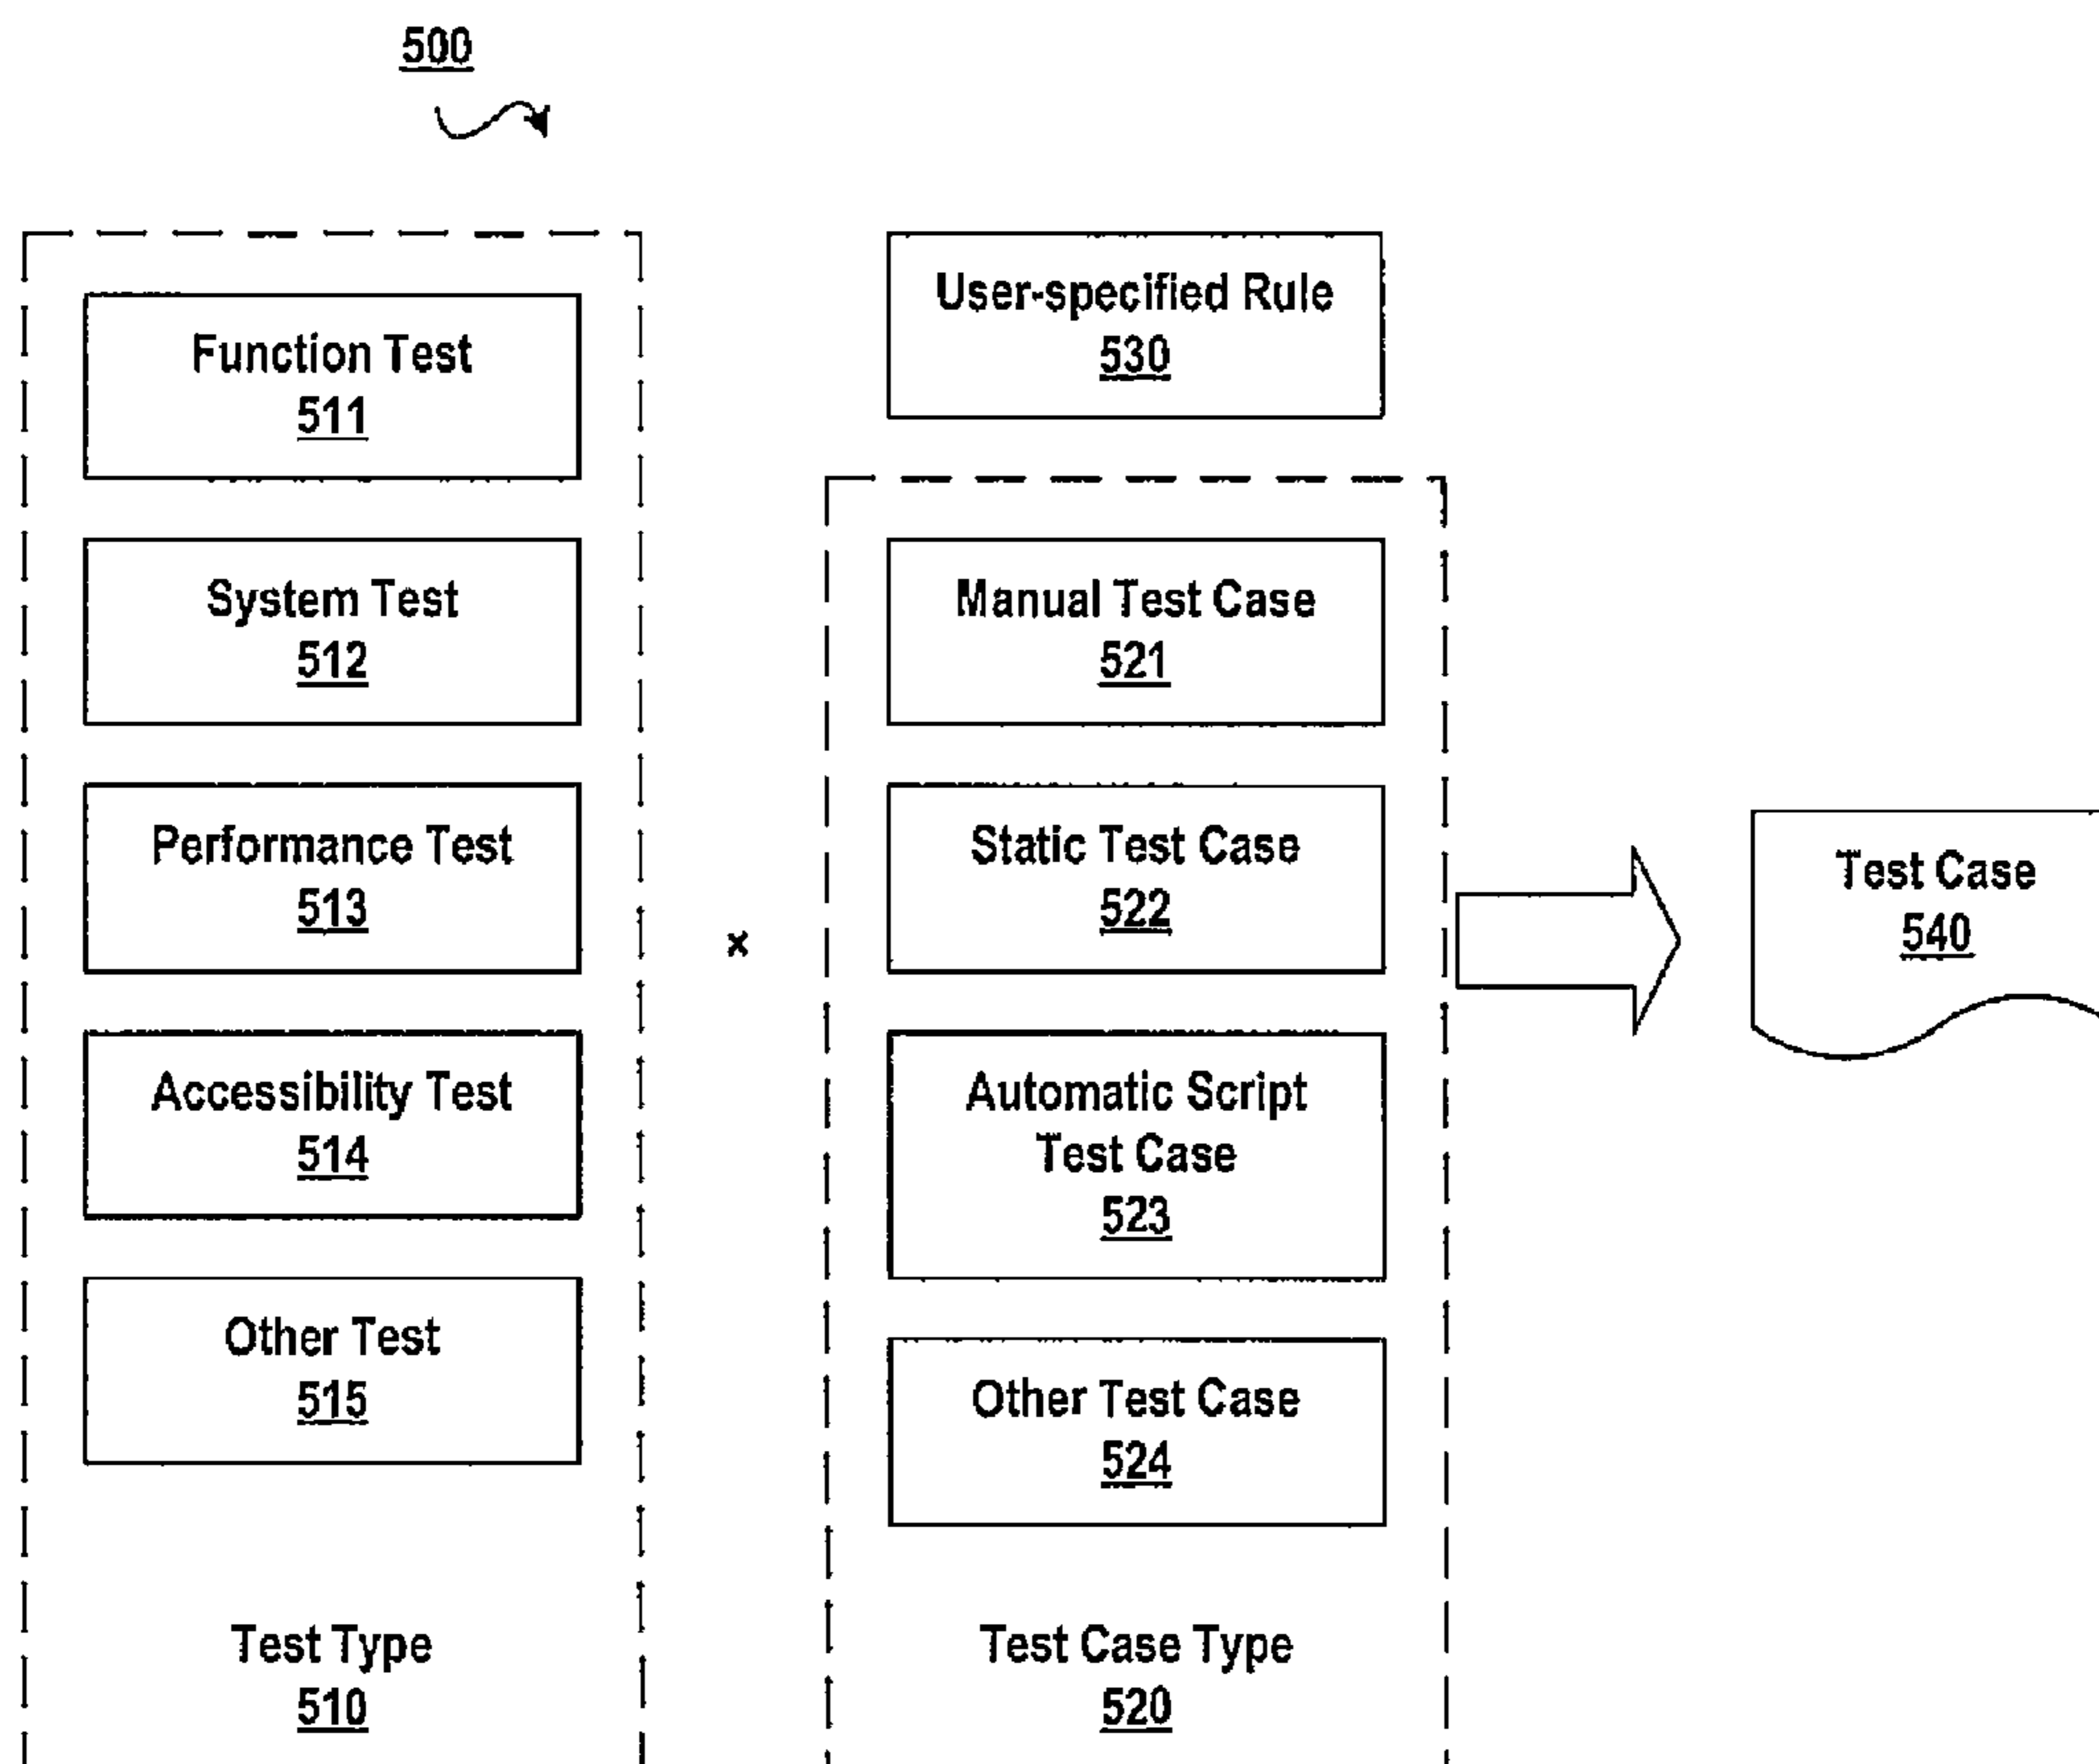 500
Function Test
511
System Test
512
Performance Test
513
Accessibility Test
514
Other Test
515
Test Type
510
x
User-specified Rule
530
Manual Test Case
521
Static Test Case
522
Automatic Script
Test Case
523
Other Test Case
524
Test Case Type
520
Test Case
540